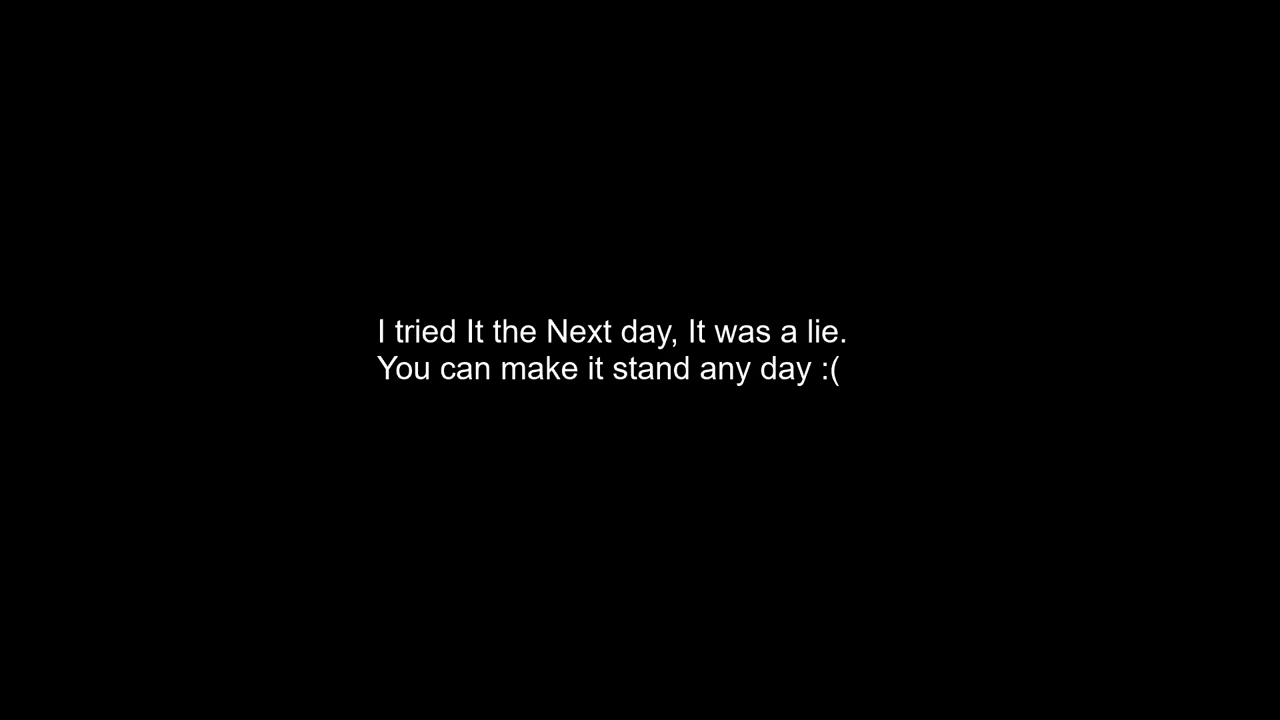 I tried It the Next day, It was a lie.
You can make it stand any day :(